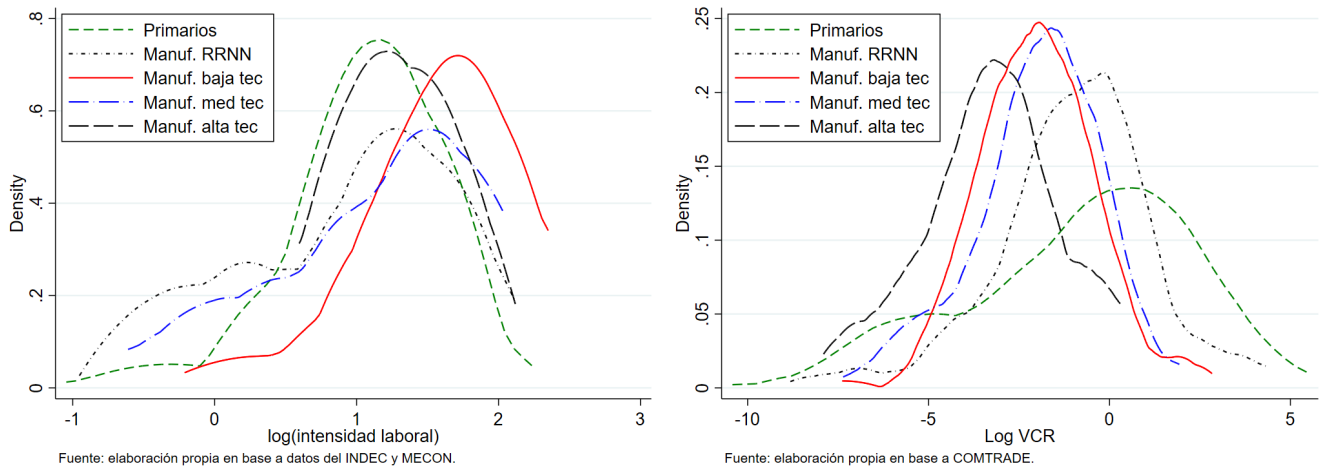 Primarios
Manuf. RRNN
Manuf. baja tec
Manuf. med tec
Manuf. alta tec
.8
.6
.4
.2
0
Density
-1
0
1
2
3
log(intensidad laboral)
Fuente: elaboración propia en base a datos del INDEC y MECON.
Primarios
Manuf. RRNN
Manuf. baja tec
Manuf. med tec
Manuf. alta tec
.25
.2
.15
.1
.05
0
Density
-10
-5
0
5
Log VCR
Fuente: elaboración propia en base a COMTRADE.